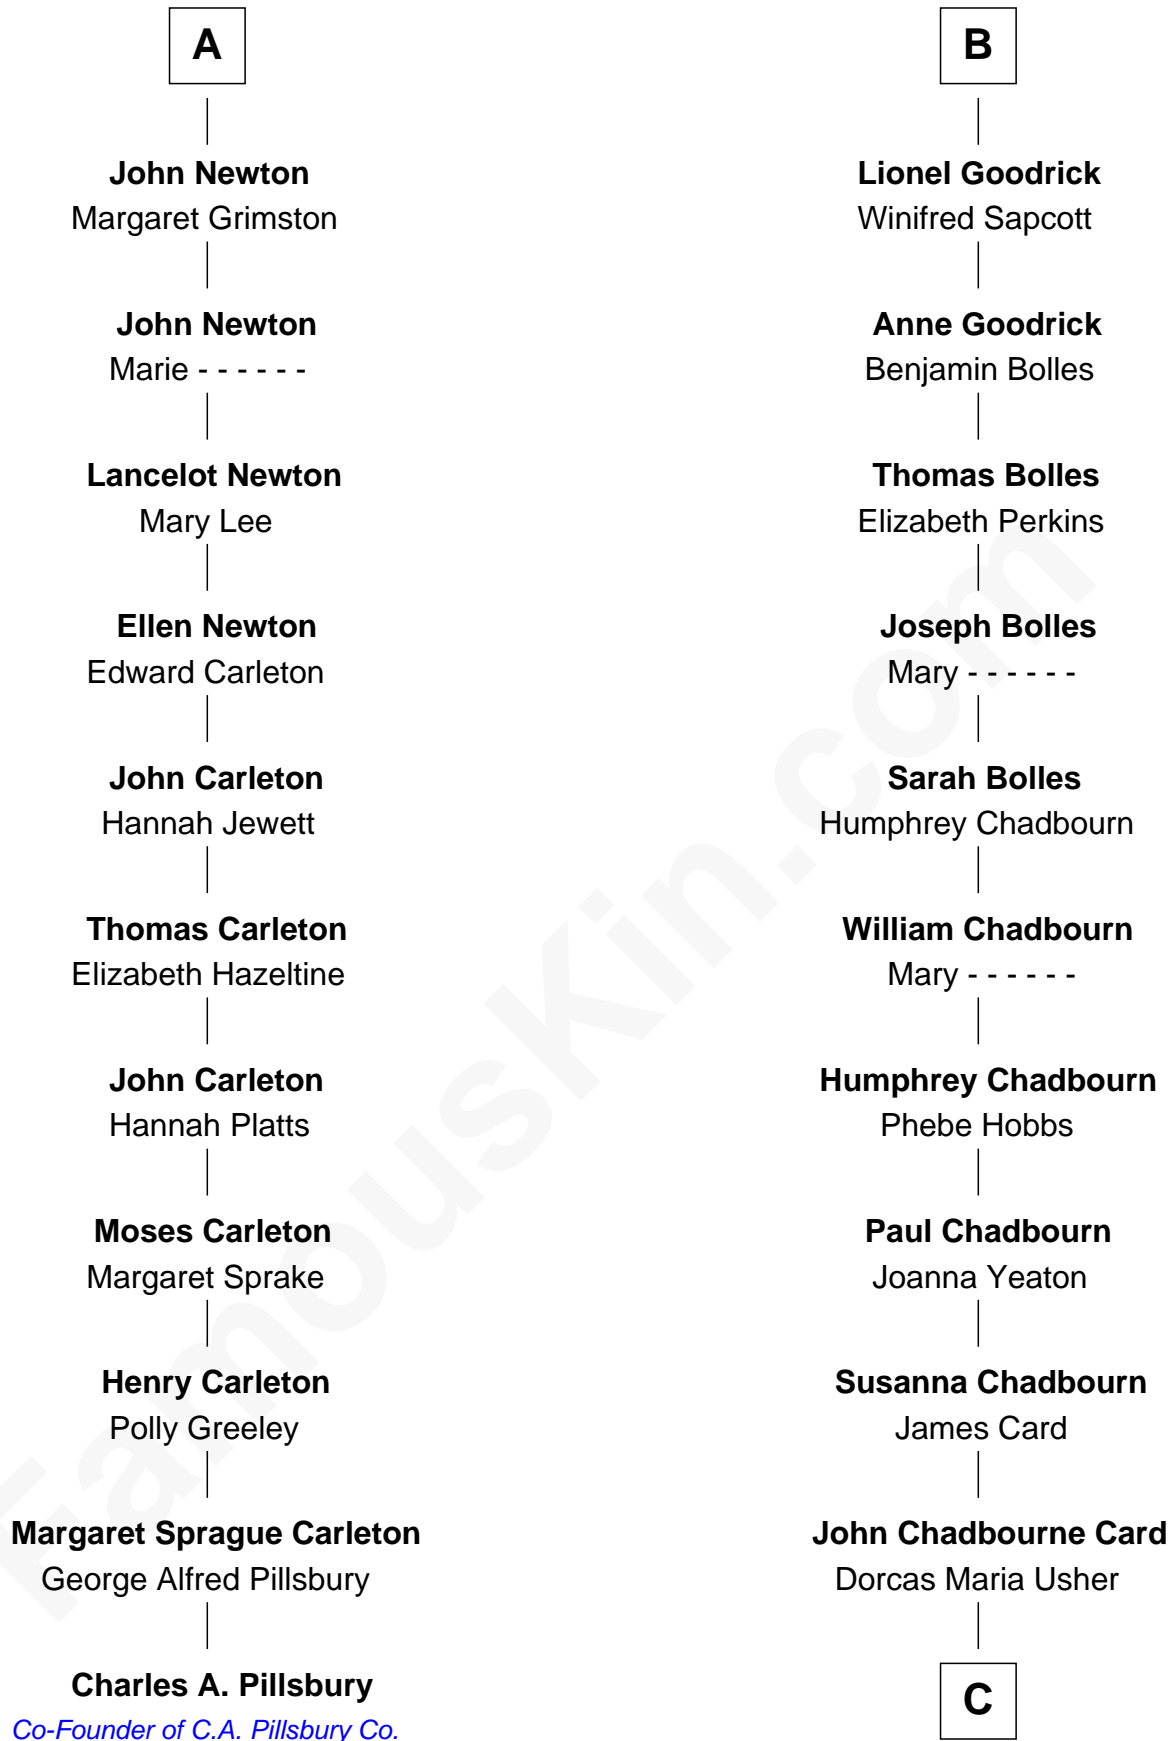 A
John Newton
Margaret Grimston
John Newton
Marie - - - - - -
Lancelot Newton
Mary Lee
Ellen Newton
Edward Carleton
John Carleton
Hannah Jewett
Thomas Carleton
Elizabeth Hazeltine
John Carleton
Hannah Platts
Moses Carleton
Margaret Sprake
Henry Carleton
Polly Greeley
Margaret Sprague Carleton
George Alfred Pillsbury
Charles A. Pillsbury
Co-Founder of C.A. Pillsbury Co.
B
Lionel Goodrick
Winifred Sapcott
Anne Goodrick
Benjamin Bolles
Thomas Bolles
Elizabeth Perkins
Joseph Bolles
Mary - - - - - -
Sarah Bolles
Humphrey Chadbourn
William Chadbourn
Mary - - - - - -
Humphrey Chadbourn
Phebe Hobbs
Paul Chadbourn
Joanna Yeaton
Susanna Chadbourn
James Card
John Chadbourne Card
Dorcas Maria Usher
C
FamousKin.com